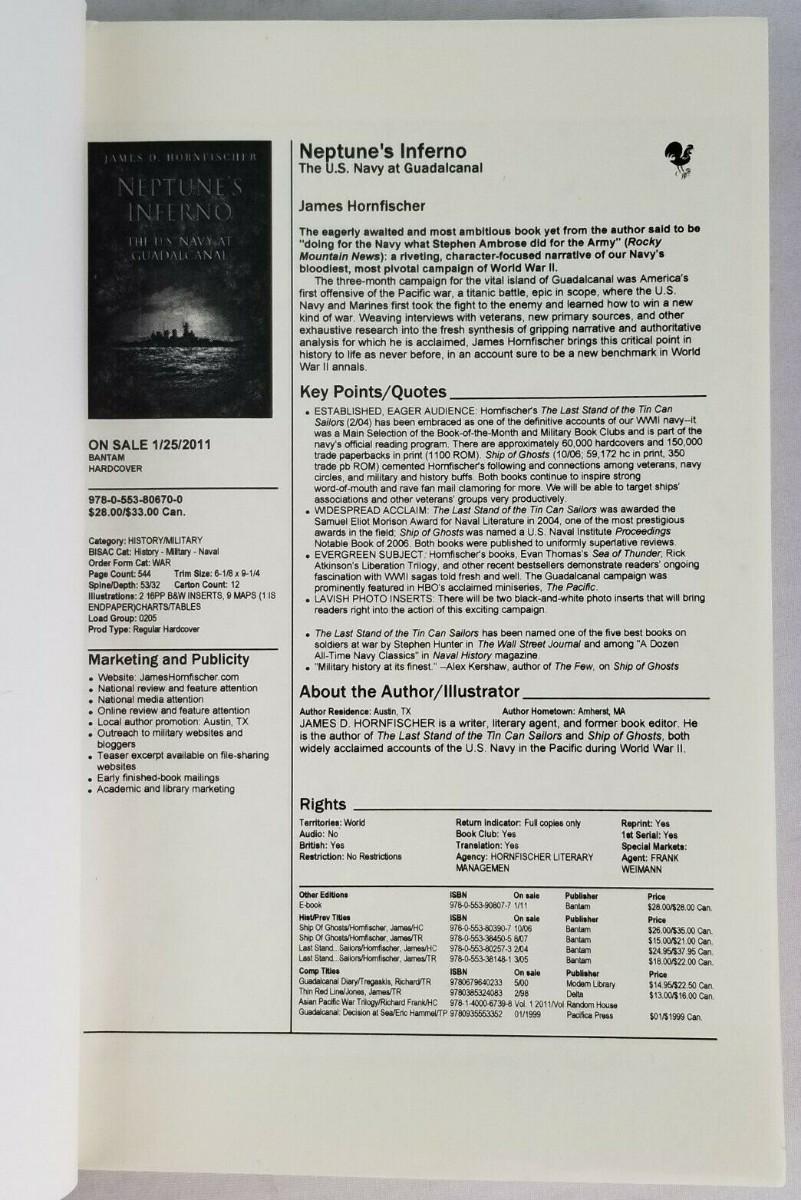 JAMES D. HORNFISCHER
NEPTUNE'S
INFERNO
THE U.S. NAVY AT
GUADALCANAL
ON SALE 1/25/2011
BANTAM
HARDCOVER
978-0-553-80670-0
$28.00/$33.00 Can.
Category: HISTORY/MILITARY
BISAC Cat: History - Military - Naval
Order Form Cat: WAR
Page Count: 544 Trim Size: 6-1/8 x 9-1/4
Spine/Depth: 53/32 Carton Count: 12
Illustrations: 2 16PP B&W INSERTS, 9 MAPS (1 IS
ENDPAPER)CHARTS/TABLES
Load Group: 0205
Prod Type: Regular Hardcover
Marketing and Publicity
• Website: JamesHornfischer.com
• National review and feature attention
• National media attention
• Online review and feature attention
• Local author promotion: Austin, TX
• Outreach to military websites and
bloggers
• Teaser excerpt available on file-sharing
websites
• Early finished-book mailings
• Academic and library marketing
Neptune's Inferno
The U.S. Navy at Guadalcanal
James Hornfischer
The eagerly awaited and most ambitious book yet from the author said to be
"doing for the Navy what Stephen Ambrose did for the Army" (Rocky
Mountain News): a riveting, character-focused narrative of our Navy's
bloodiest, most pivotal campaign of World War II.
The three-month campaign for the vital island of Guadalcanal was America's
first offensive of the Pacific war, a titanic battle, epic in scope, where the U.S.
Navy and Marines first took the fight to the enemy and learned how to win a new
kind of war. Weaving interviews with veterans, new primary sources, and other
exhaustive research into the fresh synthesis of gripping narrative and authoritative
analysis for which he is acclaimed, James Hornfischer brings this critical point in
history to life as never before, in an account sure to be a new benchmark in World
War II annals.
Key Points/Quotes
• ESTABLISHED, EAGER AUDIENCE: Hornfischer's The Last Stand of the Tin Can
Sailors (2/04) has been embraced as one of the definitive accounts of our WWII navy--it
was a Main Selection of the Book-of-the-Month and Military Book Clubs and is part of the
navy's official reading program. There are approximately 60,000 hardcovers and 150,000
trade paperbacks in print (1100 ROM). Ship of Ghosts (10/06; 59,172 hc in print, 350
trade pb ROM) cemented Hornfischer's following and connections among veterans, navy
circles, and military and history buffs. Both books continue to inspire strong
word-of-mouth and rave fan mail clamoring for more. We will be able to target ships'
associations and other veterans' groups very productively.
• WIDESPREAD ACCLAIM: The Last Stand of the Tin Can Sailors was awarded the
Samuel Eliot Morison Award for Naval Literature in 2004, one of the most prestigious
awards in the field; Ship of Ghosts was named a U.S. Naval Institute Proceedings
Notable Book of 2006. Both books were published to uniformly superlative reviews.
• EVERGREEN SUBJECT: Hornfischer's books, Evan Thomas's Sea of Thunder, Rick
Atkinson's Liberation Trilogy, and other recent bestsellers demonstrate readers' ongoing
fascination with WWII sagas told fresh and well. The Guadalcanal campaign was
prominently featured in HBO's acclaimed miniseries, The Pacific.
• LAVISH PHOTO INSERTS: There will be two black-and-white photo inserts that will bring
readers right into the action of this exciting campaign.
• The Last Stand of the Tin Can Sailors has been named one of the five best books on
soldiers at war by Stephen Hunter in The Wall Street Journal and among "A Dozen
All-Time Navy Classics" in Naval History magazine.
• "Military history at its finest." --Alex Kershaw, author of The Few, on Ship of Ghosts
About the Author/Illustrator
Author Residence: Austin, TX Author Hometown: Amherst, MA
JAMES D. HORNFISCHER is a writer, literary agent, and former book editor. He
is the author of The Last Stand of the Tin Can Sailors and Ship of Ghosts, both
widely acclaimed accounts of the U.S. Navy in the Pacific during World War II.
Rights
Territories: World Return Indicator: Full copies only Reprint: Yes
Audio: No Book Club: Yes 1st Serial: Yes
British: Yes Translation: Yes Special Markets:
Restriction: No Restrictions Agency: HORNFISCHER LITERARY Agent: FRANK
MANAGEMEN WEIMANN
Other Editions ISBN On sale Publisher Price
E-book 978-0-553-90807-7 1/11 Bantam $28.00/$28.00 Can.
Hist/Prev Titles ISBN On sale Publisher Price
Ship Of Ghosts/Hornfischer, James/HC 978-0-553-80390-7 10/06 Bantam $26.00/$35.00 Can.
Ship Of Ghosts/Hornfischer, James/TR 978-0-553-38450-5 8/07 Bantam $15.00/$21.00 Can.
Last Stand...Sailors/Hornfischer, James/HC 978-0-553-80257-3 2/04 Bantam $24.95/$37.95 Can.
Last Stand...Sailors/Hornfischer, James/TR 978-0-553-38148-1 3/05 Bantam $18.00/$22.00 Can.
Comp Titles ISBN On sale Publisher Price
Guadalcanal Diary/Tregaskis, Richard/TR 9780679640233 5/00 Modern Library $14.95/$22.50 Can.
Thin Red Line/Jones, James/TR 9780385324083 2/98 Delta $13.00/$16.00 Can.
Asian Pacific War Trilogy/Richard Frank/HC 978-1-4000-6739-8 Vol. 1 2011/Vol Random House
Guadalcanal: Decision at Sea/Eric Hammel/TP 9780935553352 01/1999 Pacifica Press $01/$1999 Can.